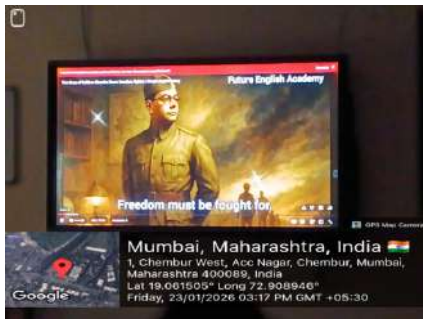 Future English Academy
Freedom must be fought for,
GPS Map Camera
Mumbai, Maharashtra, India
1, Chembur West, Acc Nagar, Chembur, Mumbai,
Maharashtra 400089, India
Lat 19.061505° Long 72.908946°
Friday, 23/01/2026 03:17 PM GMT +05:30
Google